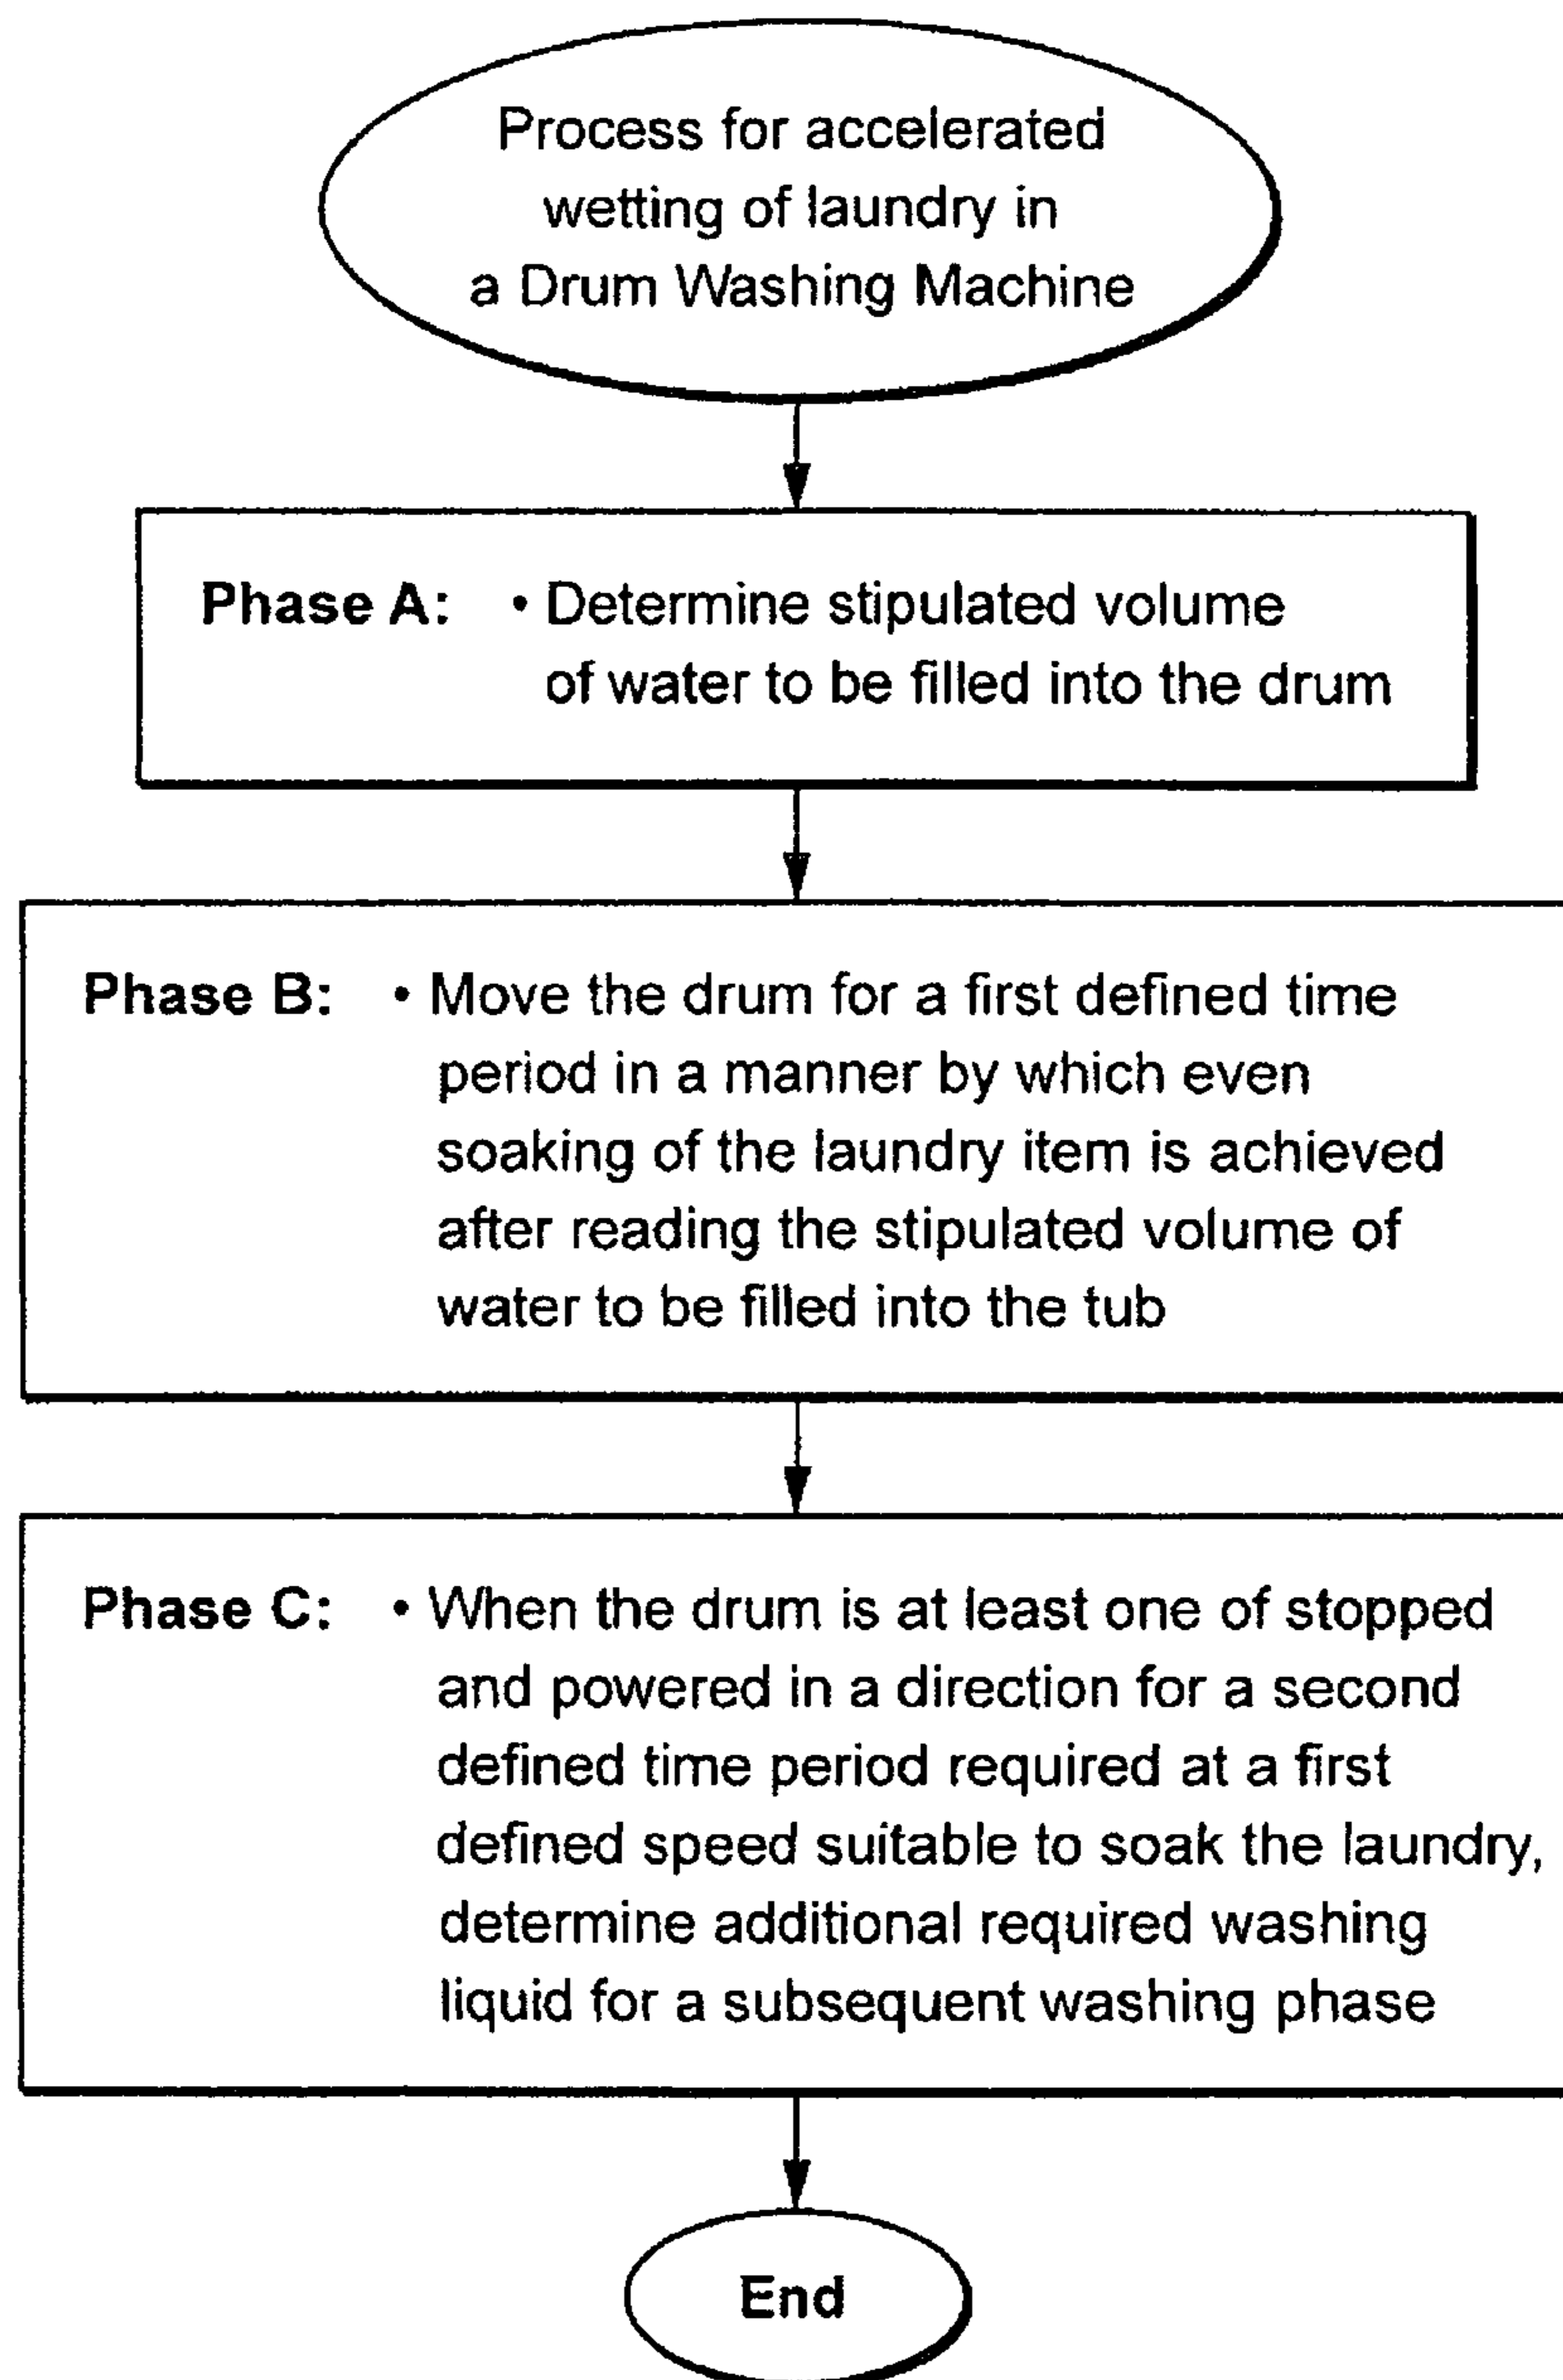 Process for accelerated
wetting of laundry in
a Drum Washing Machine
Phase A: • Determine stipulated volume
of water to be filled into the drum
Phase B: • Move the drum for a first defined time
period in a manner by which even
soaking of the laundry item is achieved
after reading the stipulated volume of
water to be filled into the tub
Phase C: • When the drum is at least one of stopped
and powered in a direction for a second
defined time period required at a first
defined speed suitable to soak the laundry,
determine additional required washing
liquid for a subsequent washing phase
End